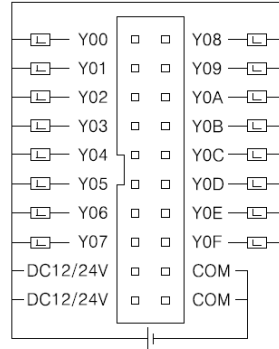 Y00 Y08
Y01 Y09
Y02 Y0A
Y03 Y0B
Y04 Y0C
Y05 Y0D
Y06 Y0E
Y07 Y0F
DC12/24V COM
DC12/24V COM